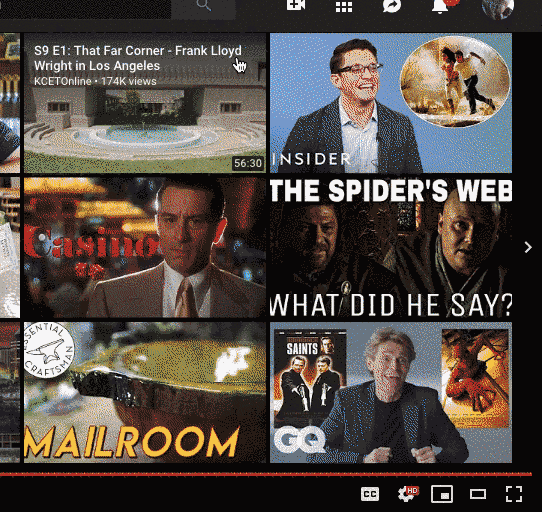 S9 E1: That Far Corner - Frank Lloyd
Wright in Los Angeles
KCETOnline • 174K views
56:30
INSIDER
Casino
THE SPIDER'S WEB
WHAT DID HE SAY?
ESSENTIAL
CRAFTSMAN
MAILROOM
SAINTS
GQ
CC
HD